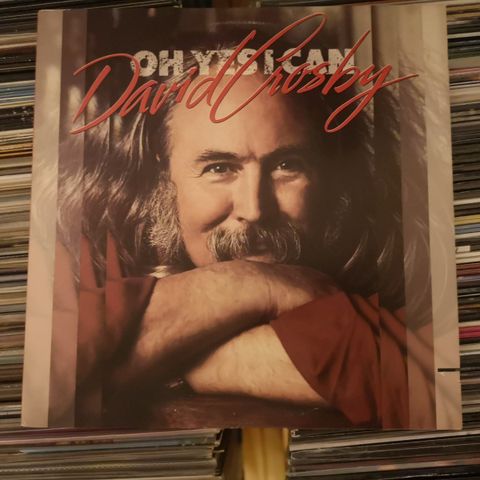 OH YES I CAN
David Crosby